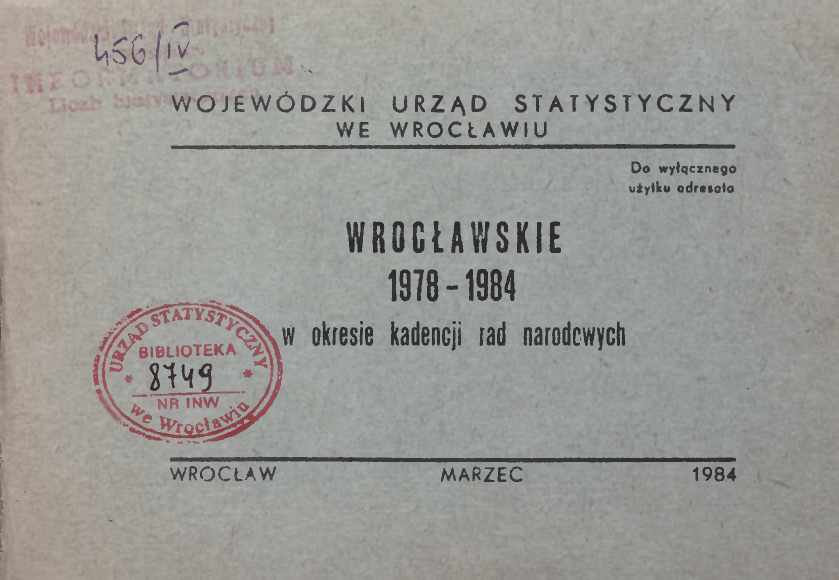 456/IV
INFORMATORIUM
WOJEWÓDZKI URZĄD STATYSTYCZNY
WE WROCŁAWIU
Do wyłącznego
użytku adresata
WROCŁAWSKIE
1978-1984
w okresie kadencji rad narodowych
URZĄD STATYSTYCZNY
BIBLIOTEKA
* 8749 *
NR INW
we Wrocławiu
WROCŁAW MARZEC 1984